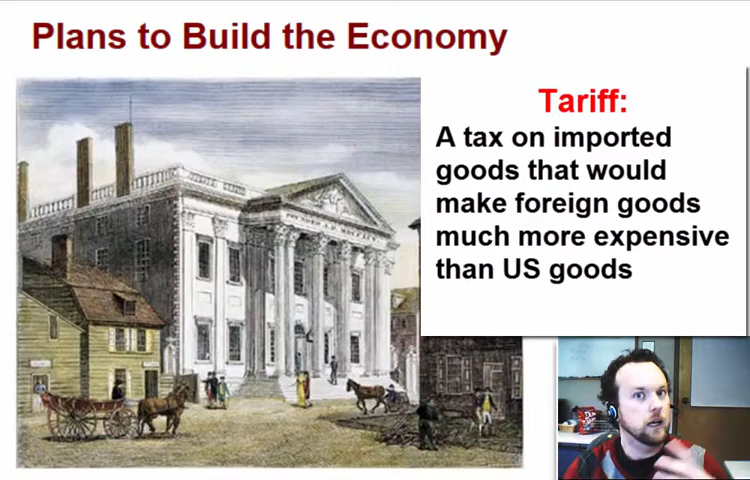 Plans to Build the Economy
Tariff:
A tax on imported
goods that would
make foreign goods
much more expensive
than US goods